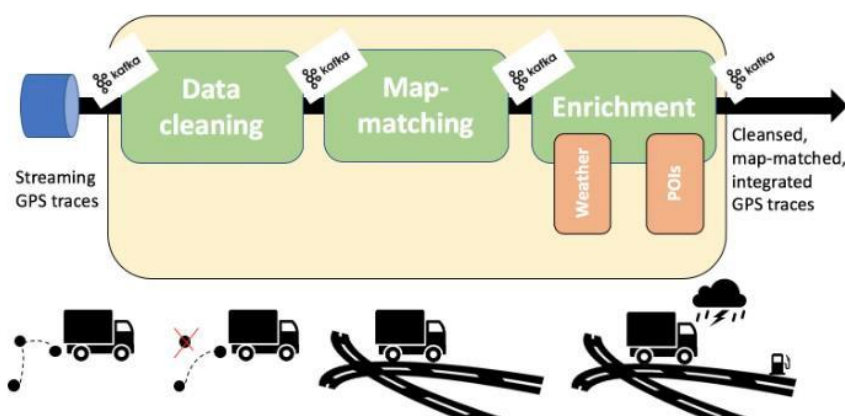 kafka
kafka
kafka
kafka
Data
cleaning
Map-
matching
Enrichment
Weather
POIs
Streaming
GPS traces
Cleansed,
map-matched,
integrated
GPS traces